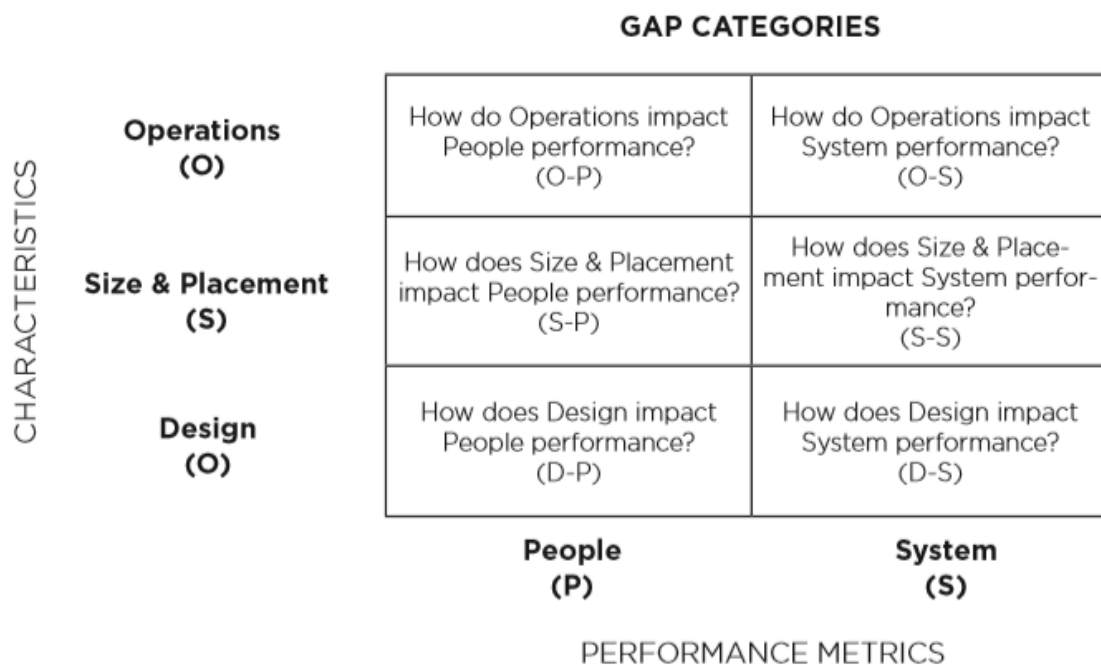 GAP CATEGORIES
CHARACTERISTICS
Operations
(O)
How do Operations impact
People performance?
(O-P)
How do Operations impact
System performance?
(O-S)
Size & Placement
(S)
How does Size & Placement
impact People performance?
(S-P)
How does Size & Place-
ment impact System perfor-
mance?
(S-S)
Design
(O)
How does Design impact
People performance?
(D-P)
How does Design impact
System performance?
(D-S)
People
(P)
System
(S)
PERFORMANCE METRICS